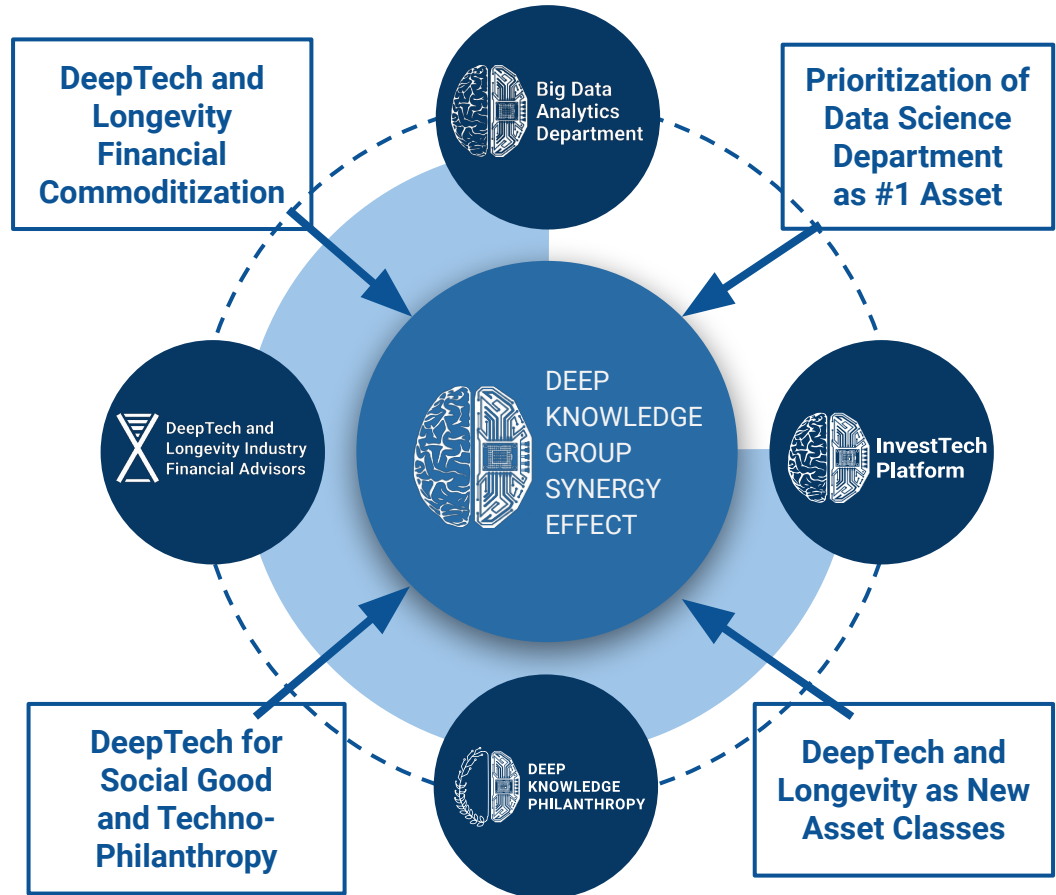 DeepTech and
Longevity
Financial
Commoditization
Big Data
Analytics
Department
Prioritization of
Data Science
Department
as #1 Asset
DeepTech and
Longevity Industry
Financial Advisors
DEEP
KNOWLEDGE
GROUP
SYNERGY
EFFECT
InvestTech
Platform
DeepTech for
Social Good
and Techno-
Philanthropy
DEEP
KNOWLEDGE
PHILANTHROPY
DeepTech and
Longevity as New
Asset Classes